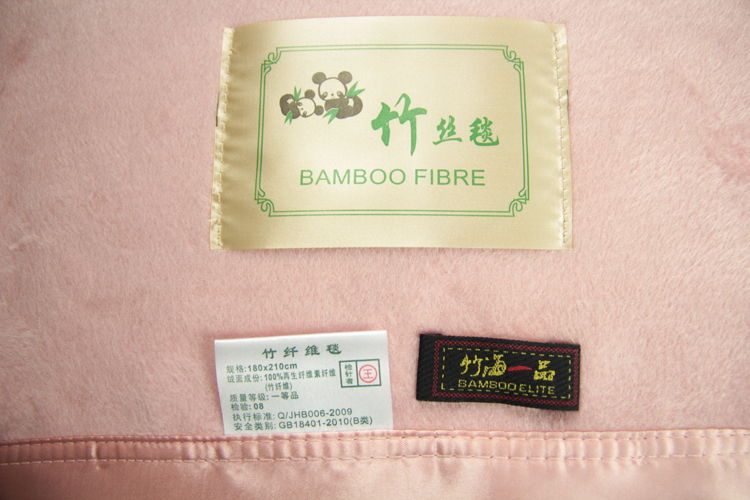 竹丝毯
BAMBOO FIBRE
竹纤维毯
规格:180x210cm
绒面成份:100%再生纤维素纤维
(竹纤维)
质量等级:一等品
检验:08
执行标准:Q/JHB006-2009
安全类别:GB18401-2010(B类)
检针者
王
竹海一品
BAMBOO ELITE